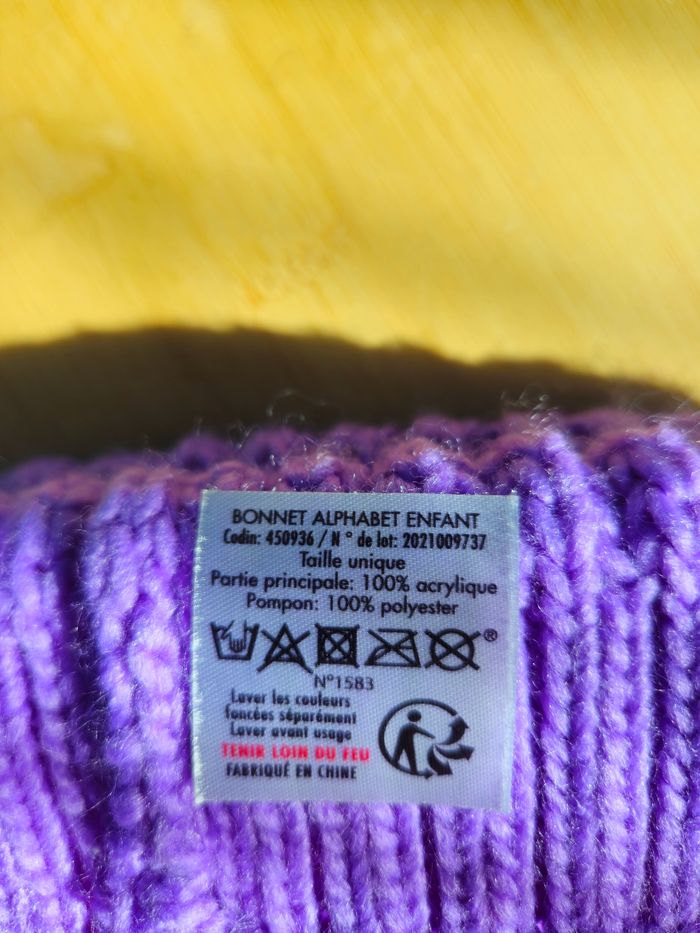 BONNET ALPHABET ENFANT
Codin: 450936 / N° de lot: 2021009737
Taille unique
Partie principale: 100% acrylique
Pompon: 100% polyester
®
N°1583
Laver les couleurs
foncées séparément
Laver avant usage
TENIR LOIN DU FEU
FABRIQUÉ EN CHINE